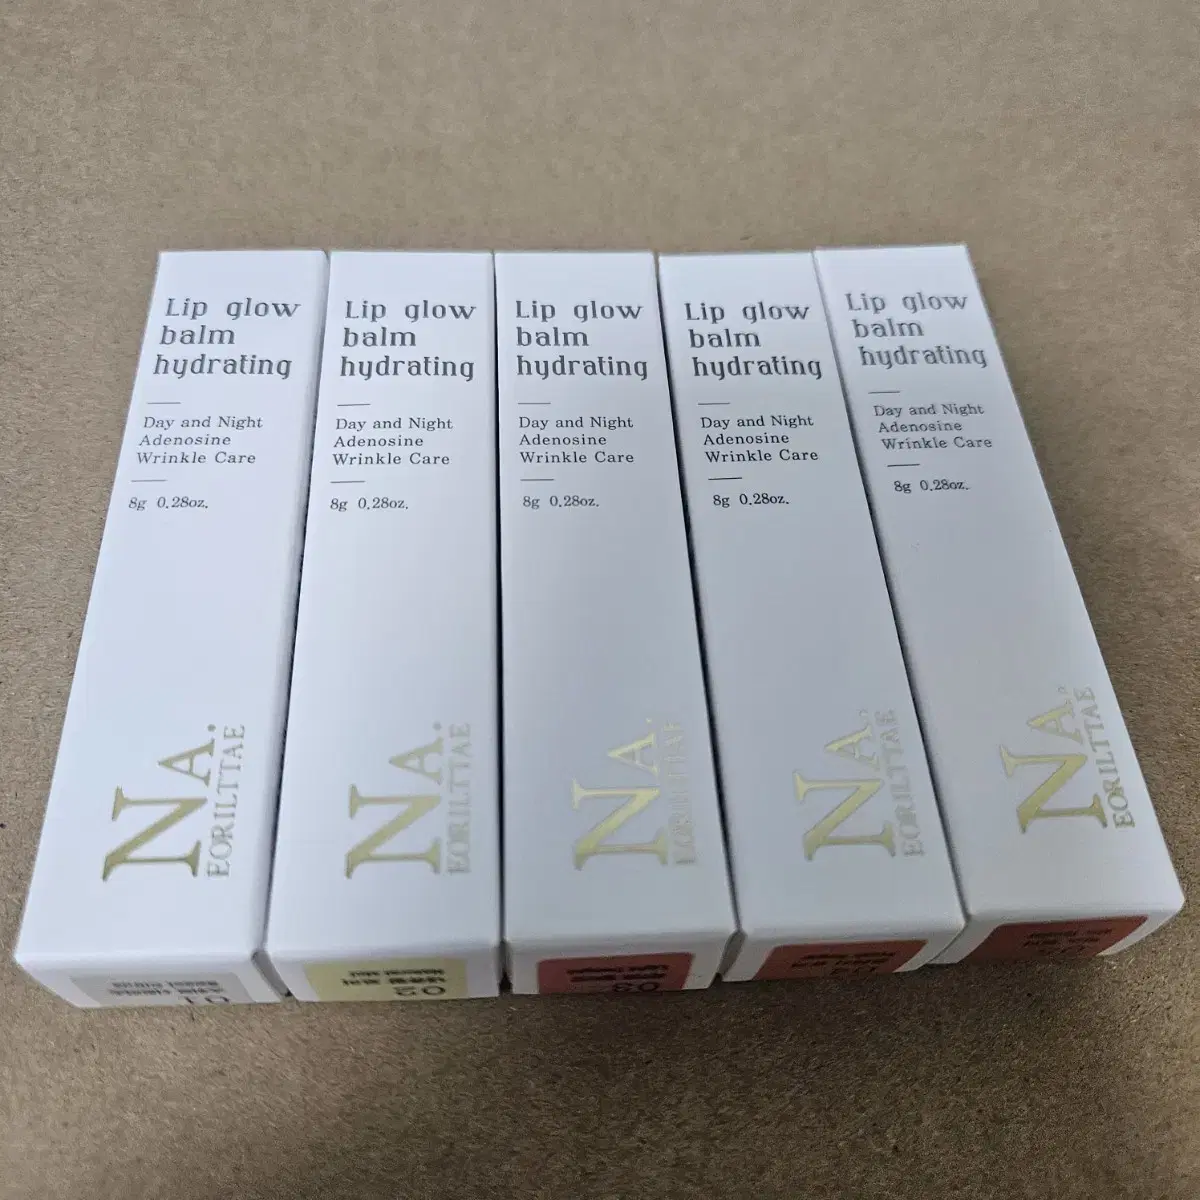 Lip glow
balm
hydrating
Day and Night
Adenosine
Wrinkle Care
8g 0.28oz.
NA.
EORILTTAE
Lip glow
balm
hydrating
Day and Night
Adenosine
Wrinkle Care
8g 0.28oz.
NA.
EORILTTAE
Lip glow
balm
hydrating
Day and Night
Adenosine
Wrinkle Care
8g 0.28oz.
NA.
EORILTTAE
Lip glow
balm
hydrating
Day and Night
Adenosine
Wrinkle Care
8g 0.28oz.
NA.
EORILTTAE
Lip glow
balm
hydrating
Day and Night
Adenosine
Wrinkle Care
8g 0.28oz.
NA.
EORILTTAE
01
02
Natural Mint
03